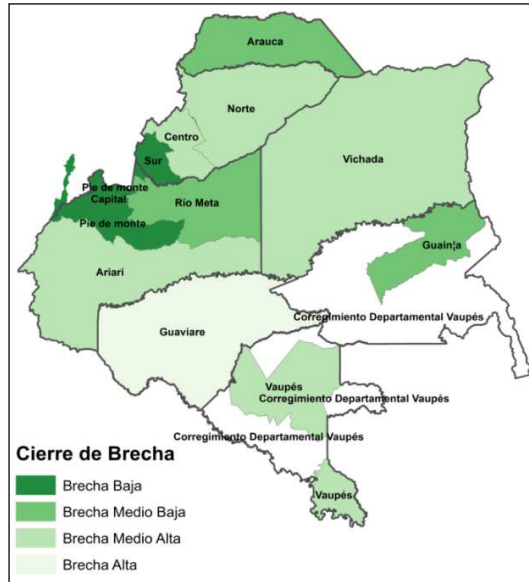 Arauca
Norte
Centro
Sur
Vichada
Pie de monte
Capital
Río Meta
Pie de monte
Guain¦a
Ariari
Corregimiento Departamental Vaupés
Guaviare
Vaupés
Corregimiento Departamental Vaupés
Corregimiento Departamental Vaupés
Vaupés
Cierre de Brecha
Brecha Baja
Brecha Medio Baja
Brecha Medio Alta
Brecha Alta